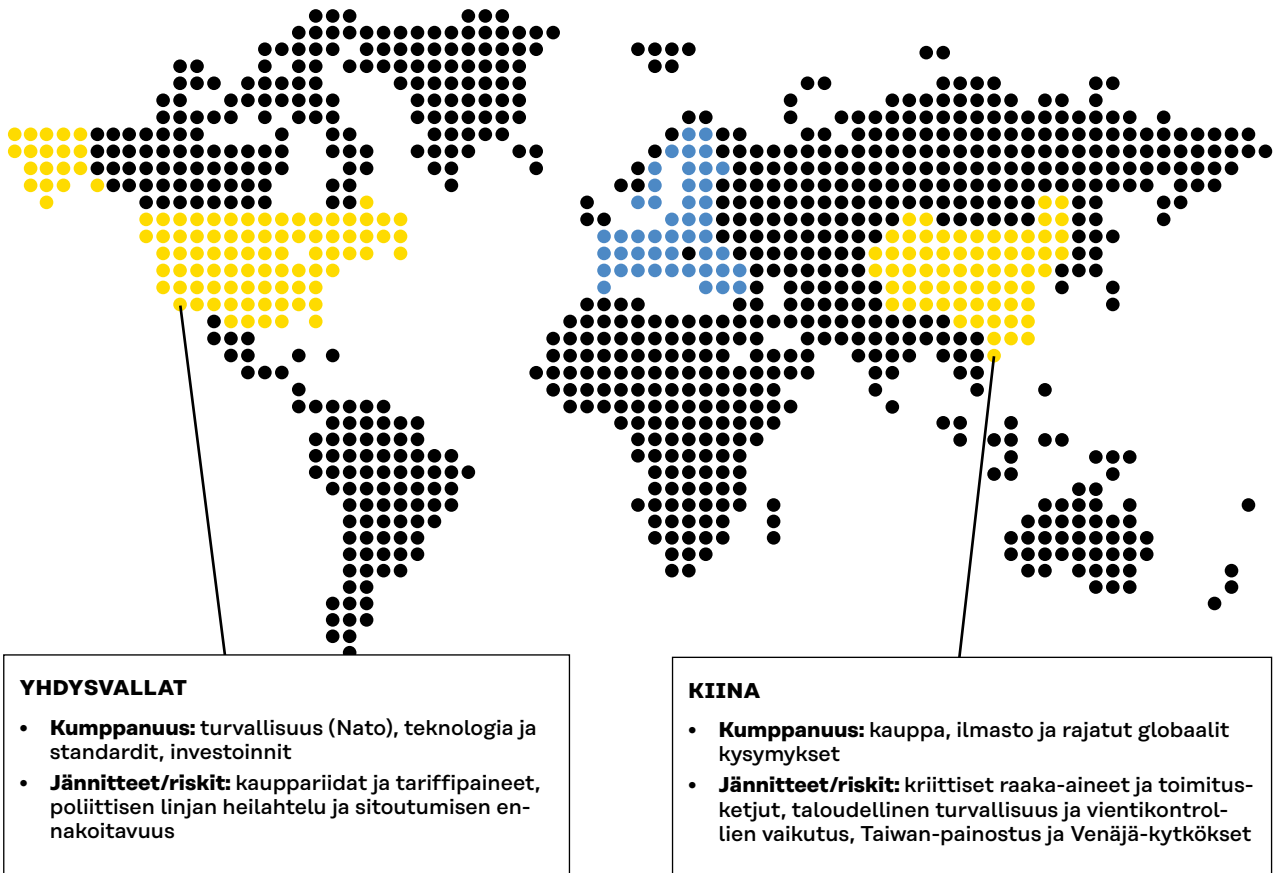 YHDYSVALLAT
• Kumppanuus: turvallisuus (Nato), teknologia ja
standardit, investoinnit
• Jännitteet/riskit: kauppariidat ja tariffipaineet,
poliittisen linjan heilahtelu ja sitoutumisen en-
nakoitavuus
KIINA
• Kumppanuus: kauppa, ilmasto ja rajatut globaalit
kysymykset
• Jännitteet/riskit: kriittiset raaka-aineet ja toimitus-
ketjut, taloudellinen turvallisuus ja vientikontrol-
lien vaikutus, Taiwan-painostus ja Venäjä-kytkökset